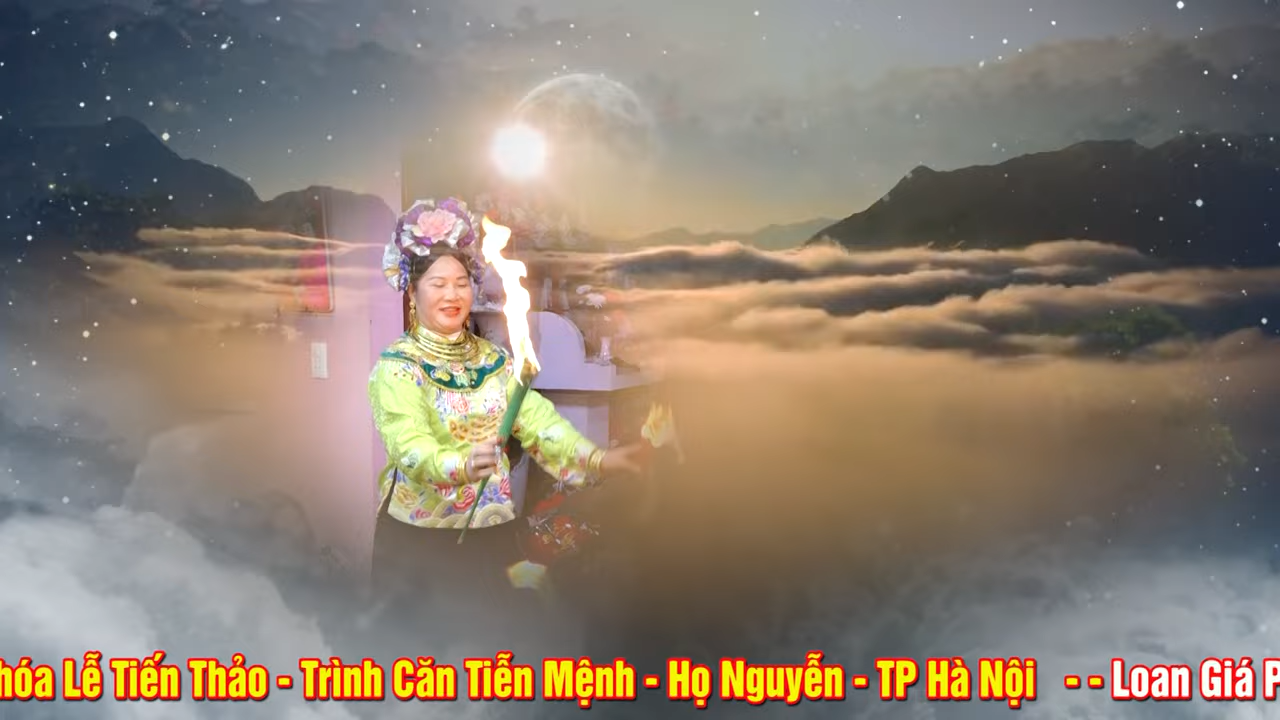 hóa Lễ Tiến Thảo - Trình Căn Tiễn Mệnh - Họ Nguyễn - TP Hà Nội - - Loan Giá